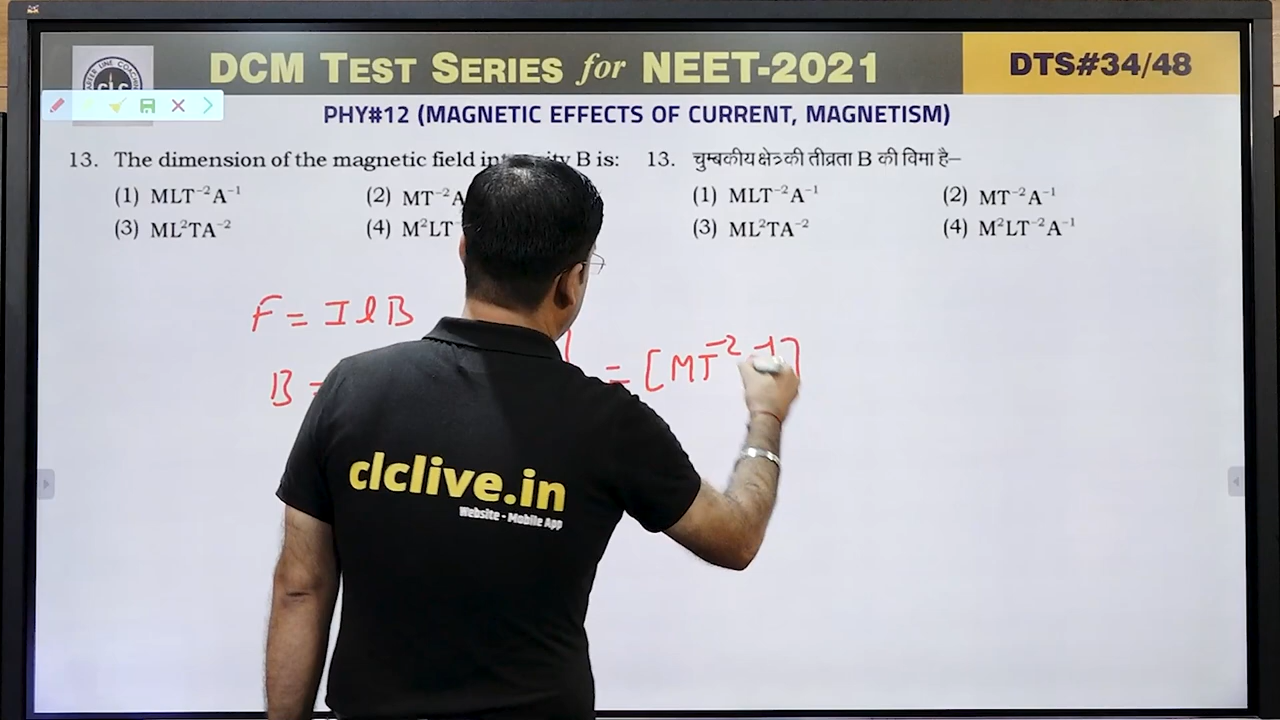 DCM TEST SERIES for NEET-2021
DTS#34/48
CLC
PHY#12 (MAGNETIC EFFECTS OF CURRENT, MAGNETISM)
13. The dimension of the magnetic field B is:
(1) MLT⁻²A⁻¹ (2) MT⁻²A
(3) ML²TA⁻² (4) M²LT
13. चुम्बकीय क्षेत्र की तीव्रता B की विमा है–
(1) MLT⁻²A⁻¹ (2) MT⁻²A⁻¹
(3) ML²TA⁻² (4) M²LT⁻²A⁻¹
F = I l B
B = = [MT⁻² ⁻¹]
clclive.in
Website - Mobile App